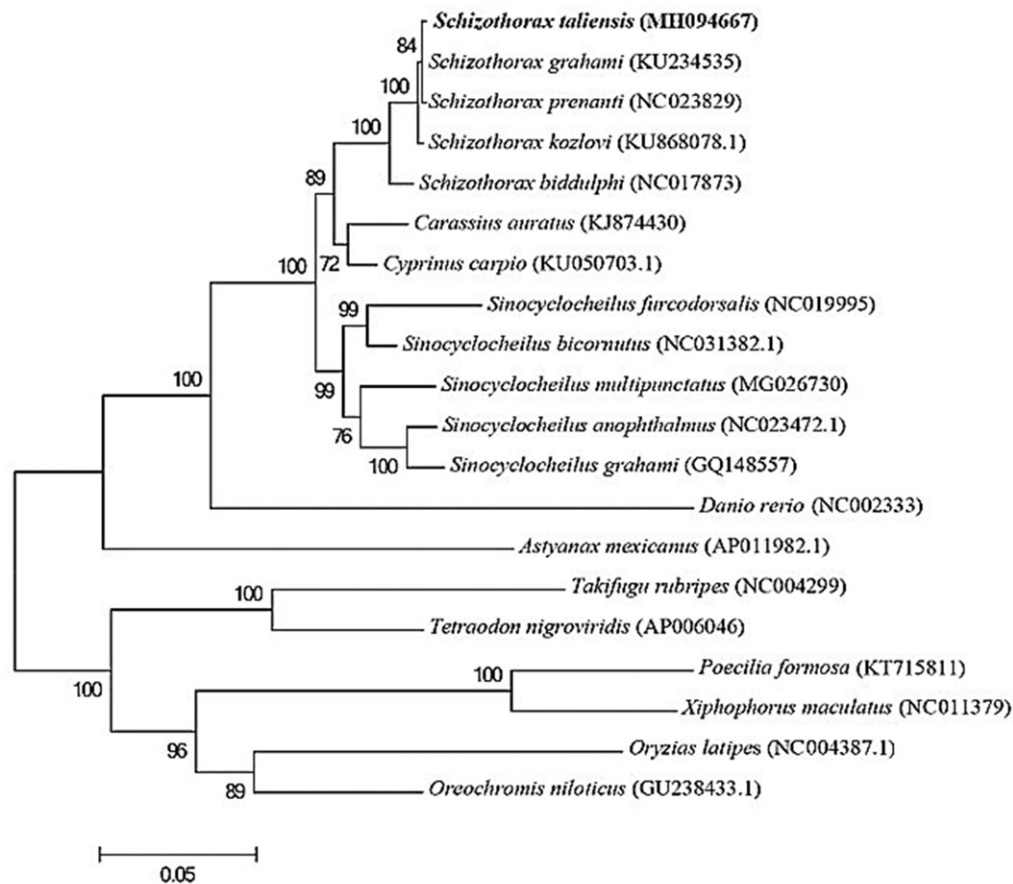 Schizothorax taliensis (MH094667)
84
Schizothorax grahami (KU234535)
100
Schizothorax prenanti (NC023829)
100
Schizothorax kozlovi (KU868078.1)
89
Schizothorax biddulphi (NC017873)
Carassius auratus (KJ874430)
100
72
Cyprinus carpio (KU050703.1)
99
Sinocyclocheilus furcodorsalis (NC019995)
Sinocyclocheilus bicornutus (NC031382.1)
100
99
Sinocyclocheilus multipunctatus (MG026730)
76
Sinocyclocheilus anophthalmus (NC023472.1)
100
Sinocyclocheilus grahami (GQ148557)
Danio rerio (NC002333)
Astyanax mexicanus (AP011982.1)
100
Takifugu rubripes (NC004299)
Tetraodon nigroviridis (AP006046)
100
100
Poecilia formosa (KT715811)
Xiphophorus maculatus (NC011379)
96
Oryzias latipes (NC004387.1)
89
Oreochromis niloticus (GU238433.1)
0.05